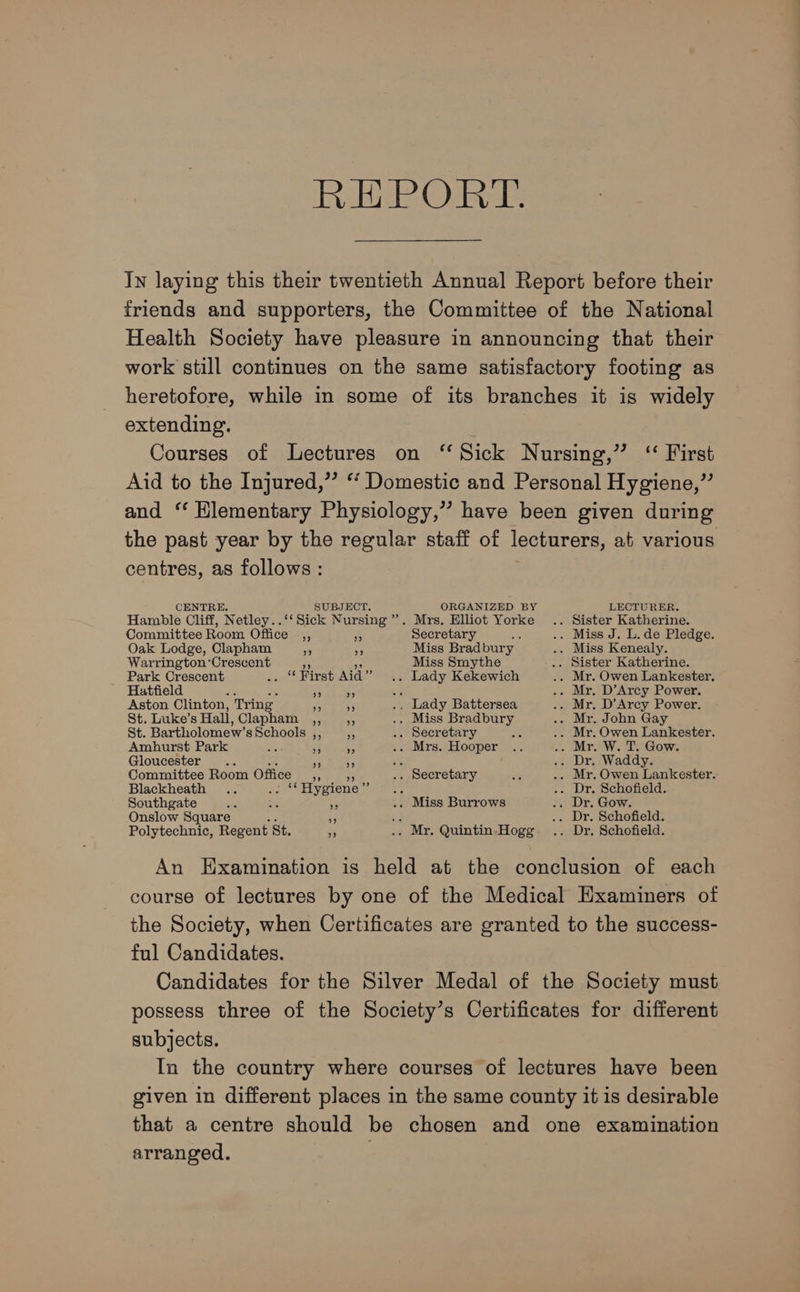 REPORT.
In laying this their twentieth Annual Report before their
friends and supporters, the Committee of the National
Health Society have pleasure in announcing that their
work still continues on the same satisfactory footing as
heretofore, while in some of its branches it is widely
extending.
Courses of Lectures on “Sick Nursing,” “First
Aid to the Injured,” “Domestic and Personal Hygiene,”
and “Elementary Physiology,” have been given during
the past year by the regular staff of lecturers, at various
centres, as follows:
CENTRE. SUBJECT. ORGANIZED BY LECTURER.
Hamble Cliff, Netley..“Sick Nursing”. Mrs. Elliot Yorke .. Sister Katherine.
Committee Room Office ,, ,, Secretary .. .. Miss J. L. de Pledge.
Oak Lodge, Clapham ,, ,, Miss Bradbury .. Miss Kenealy.
Warrington Crescent ,, ,, Miss Smythe .. Sister Katherine.
Park Crescent .. “First Aid” .. Lady Kekewich .. Mr. Owen Lankester.
Hatfield .. .. ,, ,, .. .. Mr. D’Arcy Power.
Aston Clinton, Tring ,, ,, .. Lady Battersea .. Mr. D’Arcy Power.
St. Luke’s Hall, Clapham ,, ,, .. Miss Bradbury .. Mr. John Gay
St. Bartholomew’s Schools ,, ,, .. Secretary .. .. Mr. Owen Lankester.
Amhurst Park .. ,, ,, .. Mrs. Hooper .. .. Mr. W. T. Gow.
Gloucester .. .. ,, ,, .. .. Dr. Waddy.
Committee Room Office ,, ,, .. Secretary .. .. Mr. Owen Lankester.
Blackheath .. .. “Hygiene” .. .. Dr. Schofield.
Southgate .. .. ,, .. Miss Burrows .. Dr. Gow.
Onslow Square .. ,, .. .. Dr. Schofield.
Polytechnic, Regent St. ,, .. Mr. Quintin Hogg .. Dr. Schofield.
An Examination is held at the conclusion of each
course of lectures by one of the Medical Examiners of
the Society, when Certificates are granted to the success-
ful Candidates.
Candidates for the Silver Medal of the Society must
possess three of the Society’s Certificates for different
subjects.
In the country where courses of lectures have been
given in different places in the same county it is desirable
that a centre should be chosen and one examination
arranged.